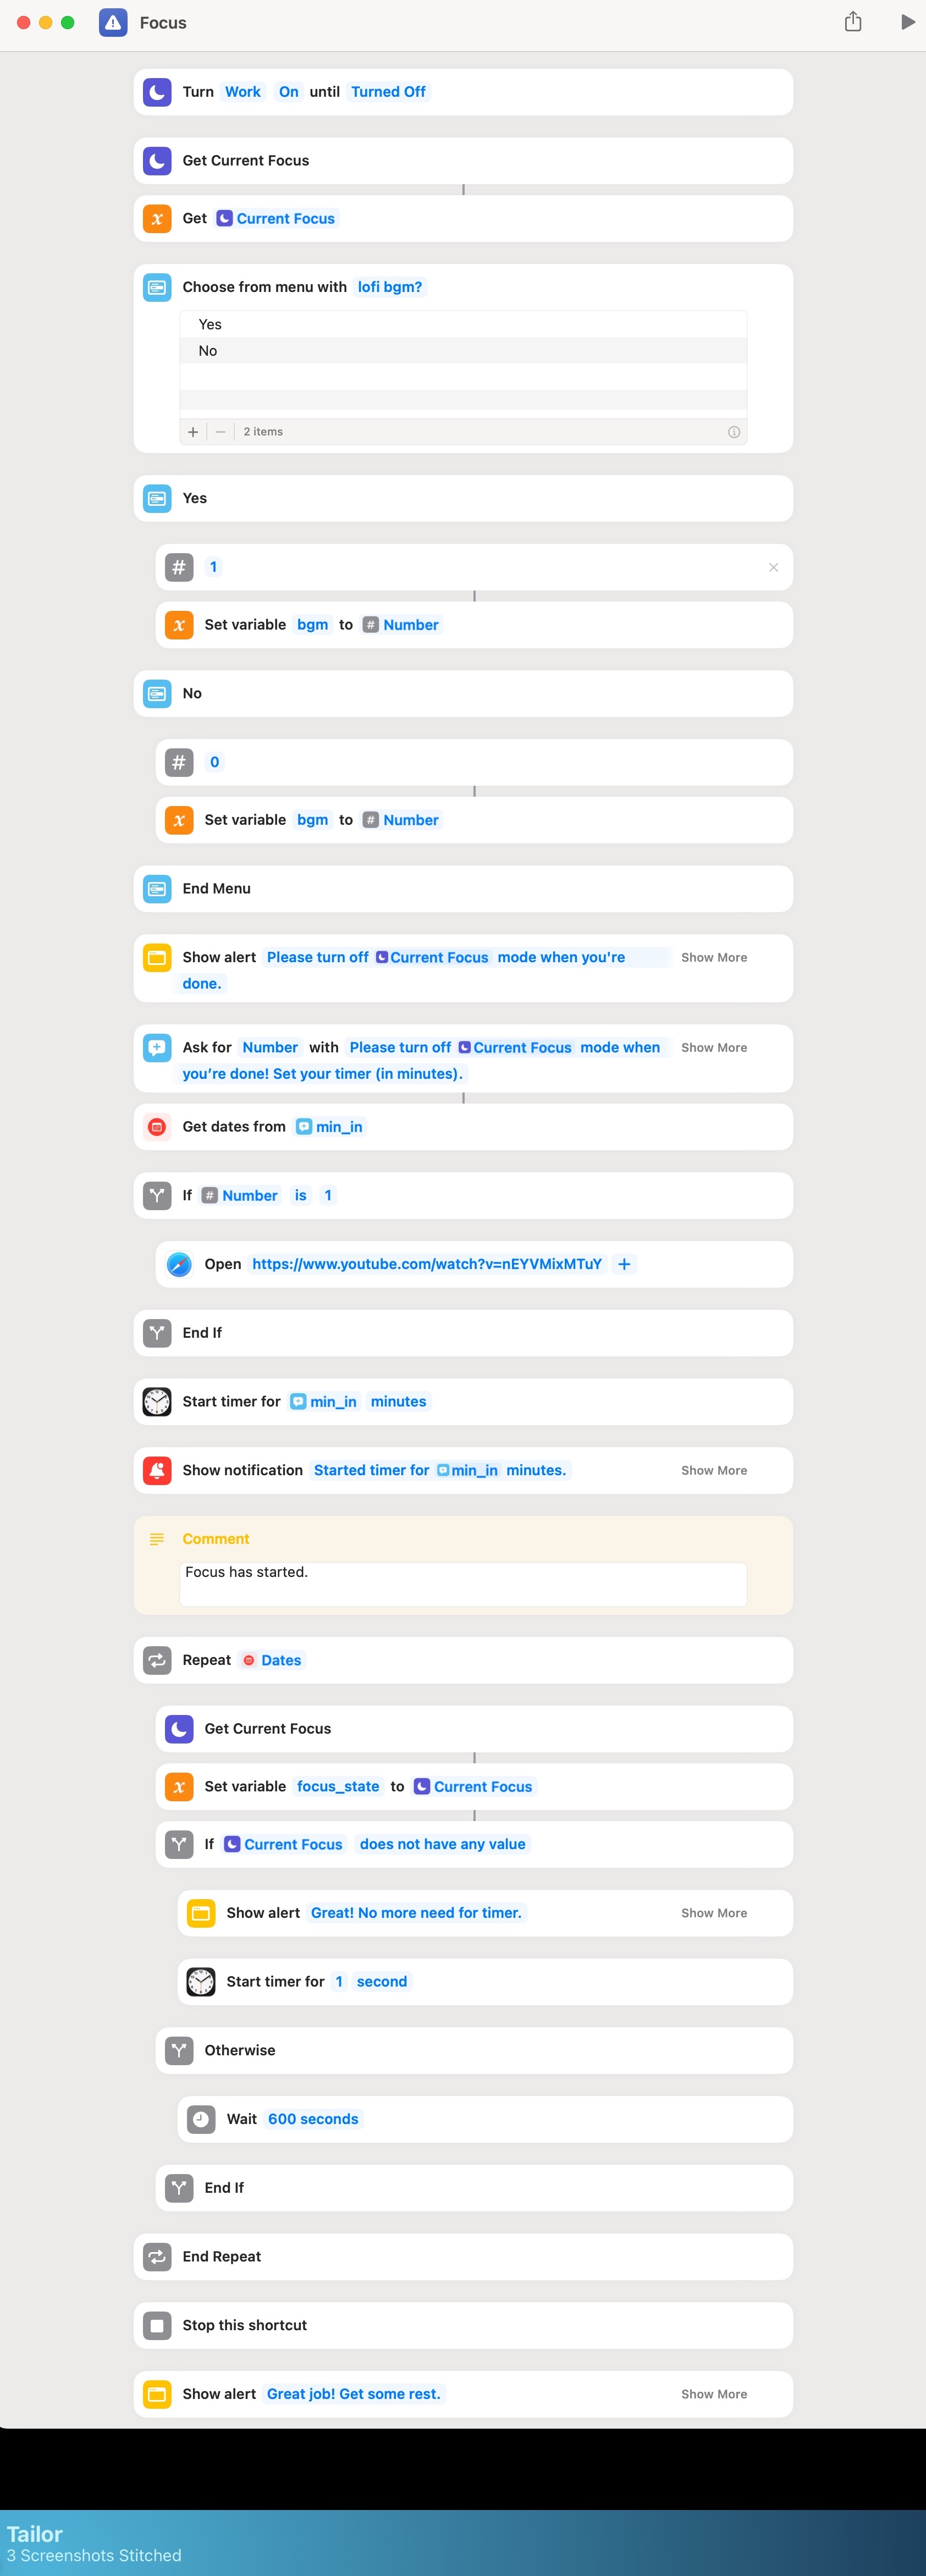 Focus
Turn Work On until Turned Off
Get Current Focus
Get Current Focus
Choose from menu with lofi bgm?
Yes
No
2 items
Yes
1
Set variable bgm to Number
No
0
Set variable bgm to Number
End Menu
Show alert Please turn off Current Focus mode when you're Show More
done.
Ask for Number with Please turn off Current Focus mode when Show More
you’re done! Set your timer (in minutes).
Get dates from min_in
If Number is 1
Open https://www.youtube.com/watch?v=nEYVMixMTuY
End If
Start timer for min_in minutes
Show notification Started timer for min_in minutes. Show More
Comment
Focus has started.
Repeat Dates
Get Current Focus
Set variable focus_state to Current Focus
If Current Focus does not have any value
Show alert Great! No more need for timer. Show More
Start timer for 1 second
Otherwise
Wait 600 seconds
End If
End Repeat
Stop this shortcut
Show alert Great job! Get some rest. Show More
Tailor
3 Screenshots Stitched